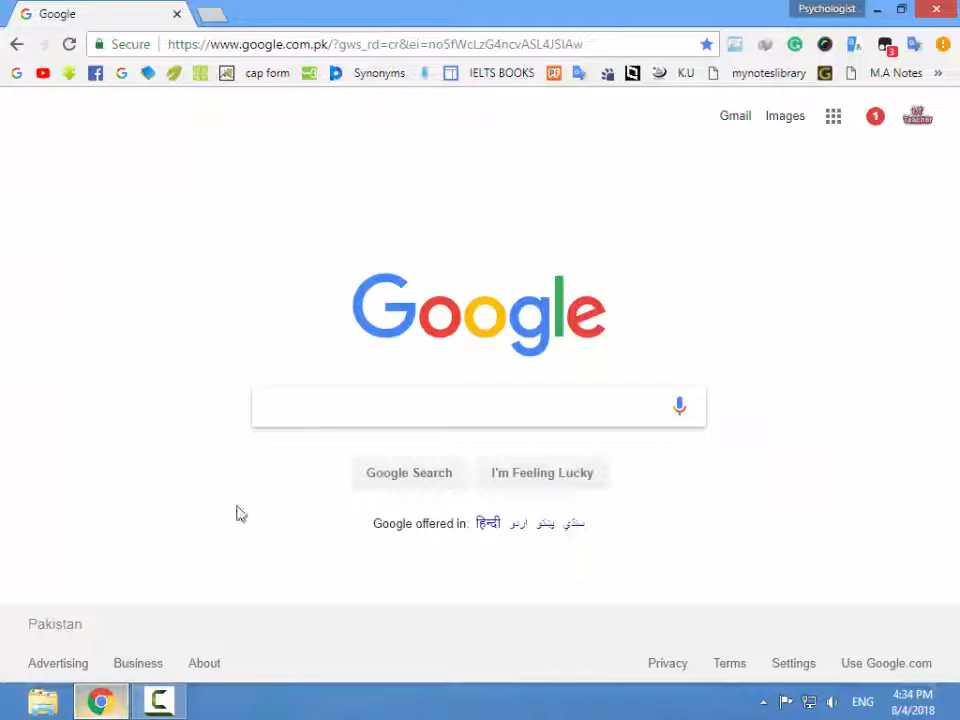 Google
Psychologist
Secure
https://www.google.com.pk/?gws_rd=cr&ei=no5fWcLzG4ncvASL4JSIAw
3
cap form
Synonyms
IELTS BOOKS
K.U
mynoteslibrary
M.A Notes
»
Gmail
Images
1
Google
Google Search
I'm Feeling Lucky
Google offered in: हिन्दी اردو پښتو سنڌي
Pakistan
Advertising
Business
About
Privacy
Terms
Settings
Use Google.com
ENG
4:34 PM
8/4/2018